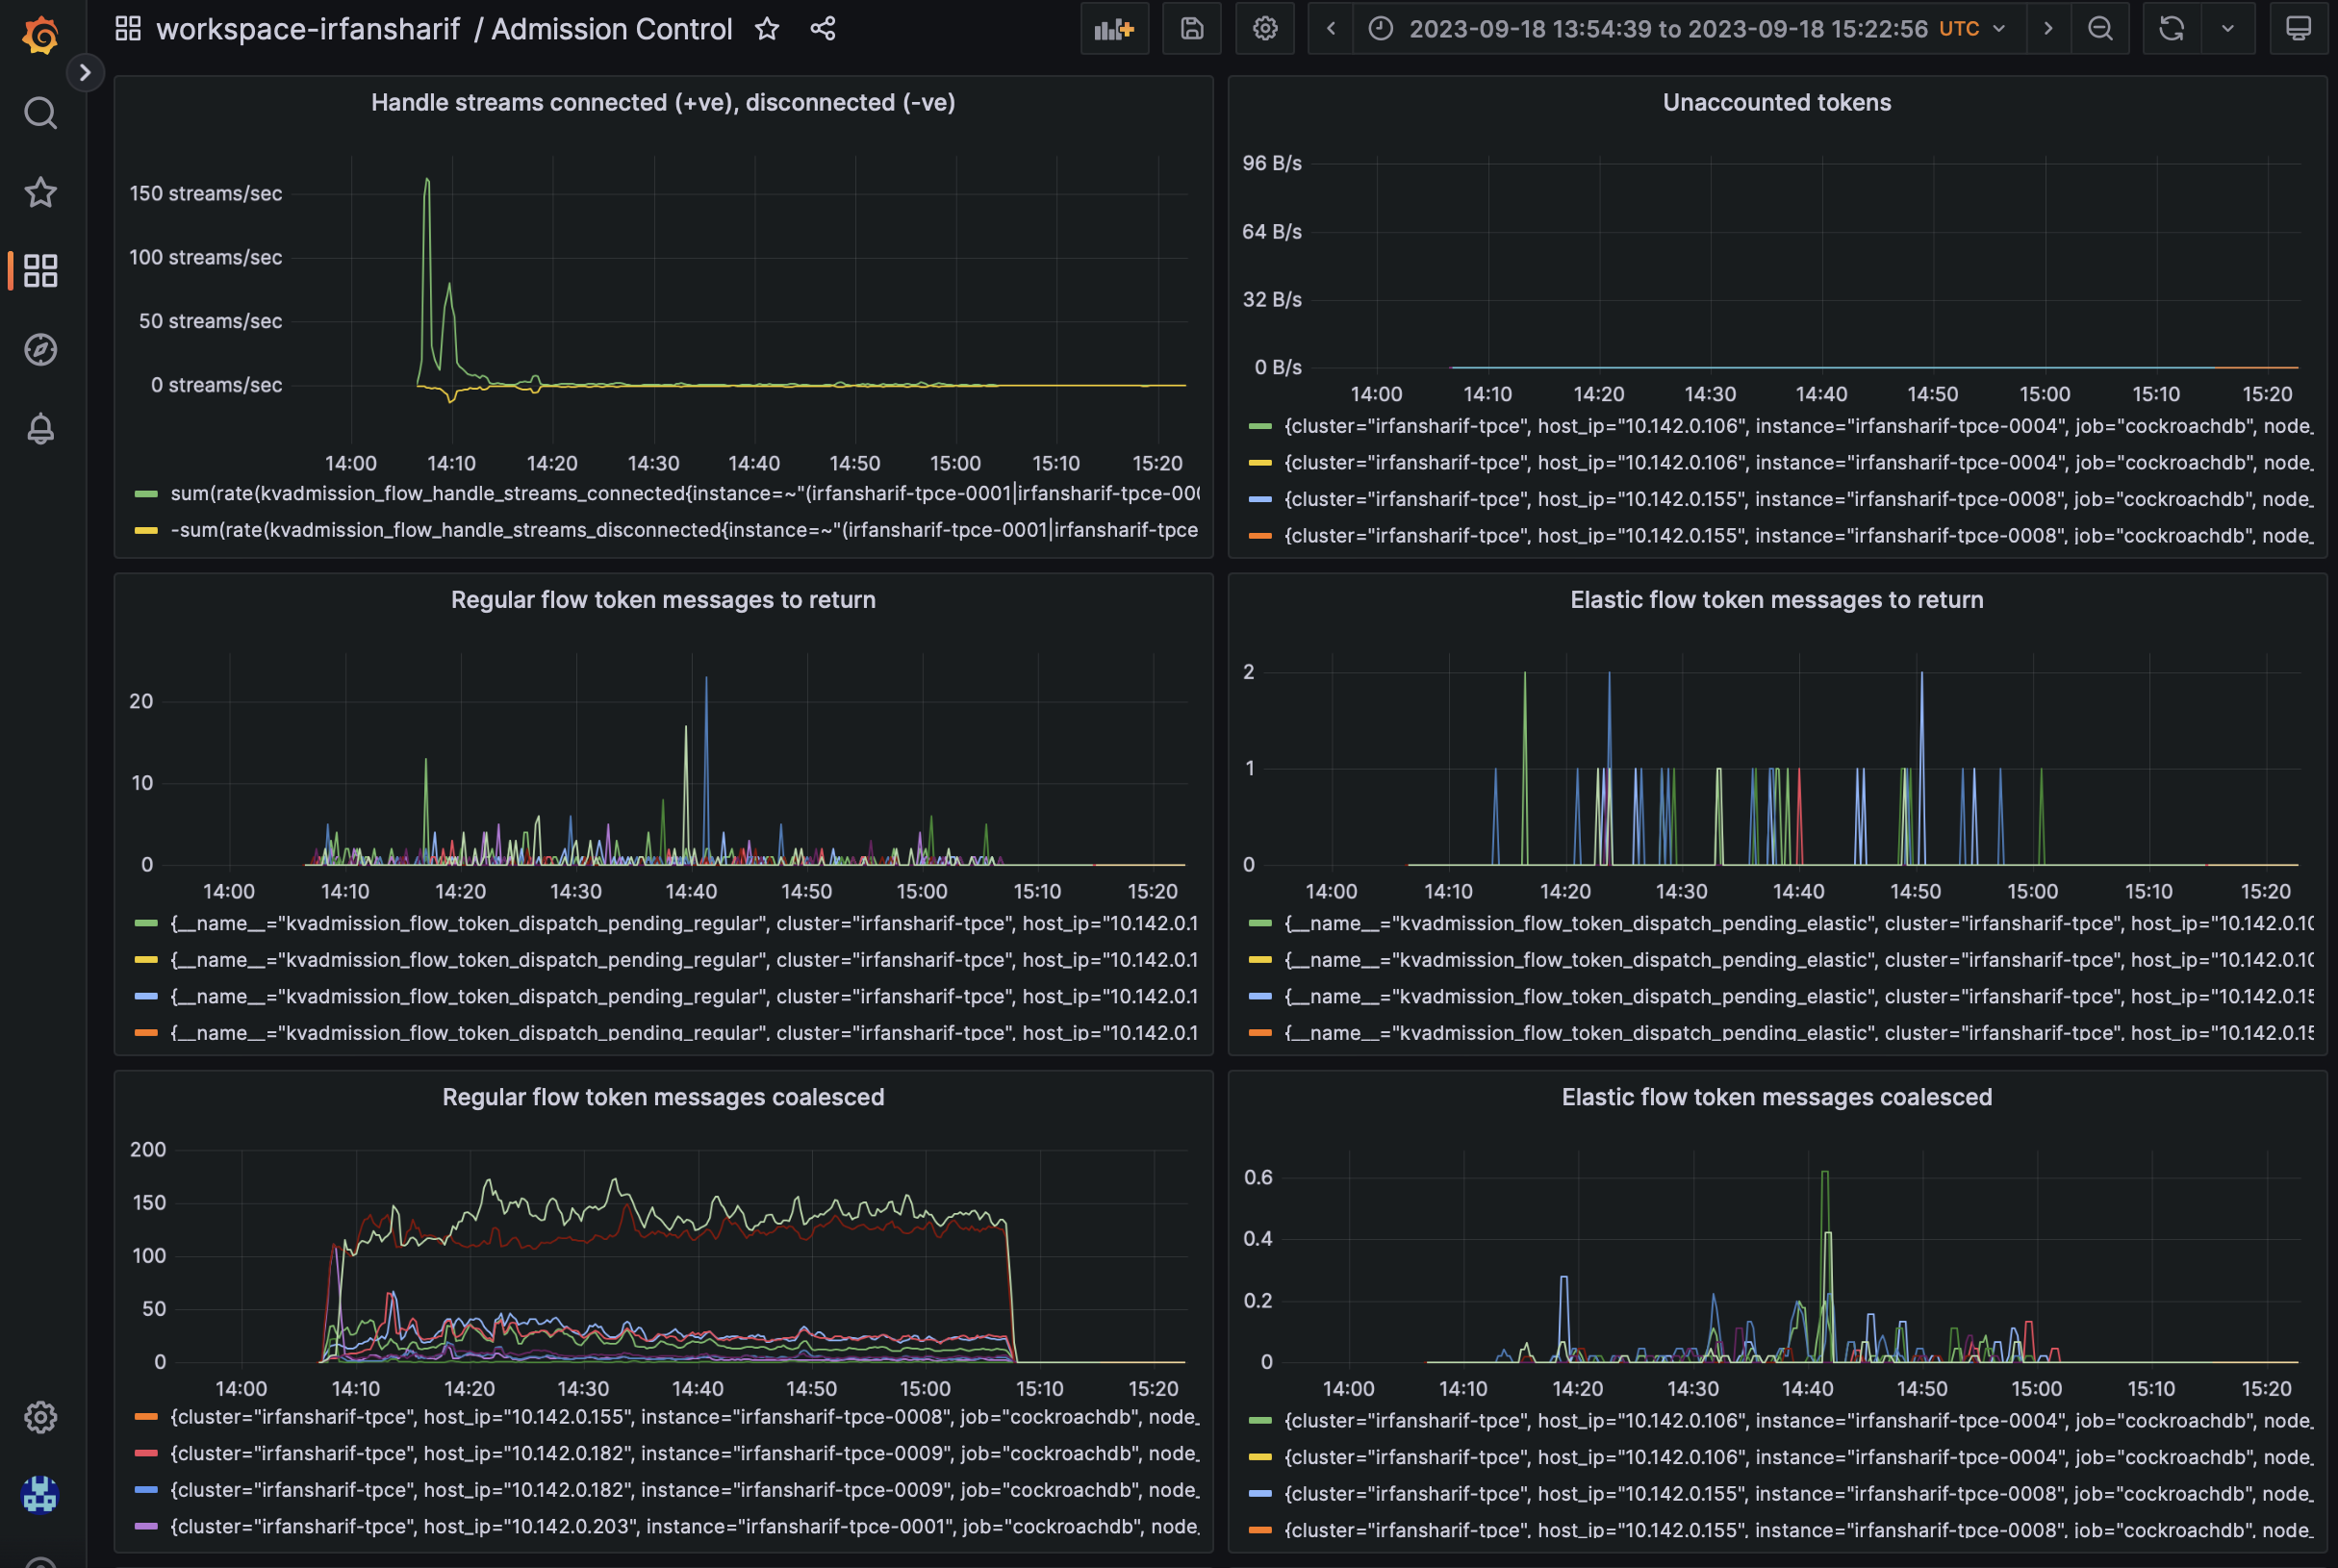 workspace-irfansharif / Admission Control
2023-09-18 13:54:39 to 2023-09-18 15:22:56 UTC
Handle streams connected (+ve), disconnected (-ve)
150 streams/sec
100 streams/sec
50 streams/sec
0 streams/sec
14:00 14:10 14:20 14:30 14:40 14:50 15:00 15:10 15:20
sum(rate(kvadmission_flow_handle_streams_connected{instance=~"(irfansharif-tpce-0001|irfansharif-tpce-00(
-sum(rate(kvadmission_flow_handle_streams_disconnected{instance=~"(irfansharif-tpce-0001|irfansharif-tpce
Unaccounted tokens
96 B/s
64 B/s
32 B/s
0 B/s
14:00 14:10 14:20 14:30 14:40 14:50 15:00 15:10 15:20
{cluster="irfansharif-tpce", host_ip="10.142.0.106", instance="irfansharif-tpce-0004", job="cockroachdb", node_
{cluster="irfansharif-tpce", host_ip="10.142.0.106", instance="irfansharif-tpce-0004", job="cockroachdb", node_
{cluster="irfansharif-tpce", host_ip="10.142.0.155", instance="irfansharif-tpce-0008", job="cockroachdb", node_
{cluster="irfansharif-tpce", host_ip="10.142.0.155", instance="irfansharif-tpce-0008", job="cockroachdb", node_
Regular flow token messages to return
20
10
0
14:00 14:10 14:20 14:30 14:40 14:50 15:00 15:10 15:20
{__name__="kvadmission_flow_token_dispatch_pending_regular", cluster="irfansharif-tpce", host_ip="10.142.0.1
{__name__="kvadmission_flow_token_dispatch_pending_regular", cluster="irfansharif-tpce", host_ip="10.142.0.1
{__name__="kvadmission_flow_token_dispatch_pending_regular", cluster="irfansharif-tpce", host_ip="10.142.0.1
{__name__="kvadmission_flow_token_dispatch_pending_regular", cluster="irfansharif-tpce", host_ip="10.142.0.1
Elastic flow token messages to return
2
1
0
14:00 14:10 14:20 14:30 14:40 14:50 15:00 15:10 15:20
{__name__="kvadmission_flow_token_dispatch_pending_elastic", cluster="irfansharif-tpce", host_ip="10.142.0.10
{__name__="kvadmission_flow_token_dispatch_pending_elastic", cluster="irfansharif-tpce", host_ip="10.142.0.10
{__name__="kvadmission_flow_token_dispatch_pending_elastic", cluster="irfansharif-tpce", host_ip="10.142.0.15
{__name__="kvadmission_flow_token_dispatch_pending_elastic", cluster="irfansharif-tpce", host_ip="10.142.0.15
Regular flow token messages coalesced
200
150
100
50
0
14:00 14:10 14:20 14:30 14:40 14:50 15:00 15:10 15:20
{cluster="irfansharif-tpce", host_ip="10.142.0.155", instance="irfansharif-tpce-0008", job="cockroachdb", node_
{cluster="irfansharif-tpce", host_ip="10.142.0.182", instance="irfansharif-tpce-0009", job="cockroachdb", node_
{cluster="irfansharif-tpce", host_ip="10.142.0.182", instance="irfansharif-tpce-0009", job="cockroachdb", node_
{cluster="irfansharif-tpce", host_ip="10.142.0.203", instance="irfansharif-tpce-0001", job="cockroachdb", node_
Elastic flow token messages coalesced
0.6
0.4
0.2
0
14:00 14:10 14:20 14:30 14:40 14:50 15:00 15:10 15:20
{cluster="irfansharif-tpce", host_ip="10.142.0.106", instance="irfansharif-tpce-0004", job="cockroachdb", node_
{cluster="irfansharif-tpce", host_ip="10.142.0.106", instance="irfansharif-tpce-0004", job="cockroachdb", node_
{cluster="irfansharif-tpce", host_ip="10.142.0.155", instance="irfansharif-tpce-0008", job="cockroachdb", node_
{cluster="irfansharif-tpce", host_ip="10.142.0.155", instance="irfansharif-tpce-0008", job="cockroachdb", node_